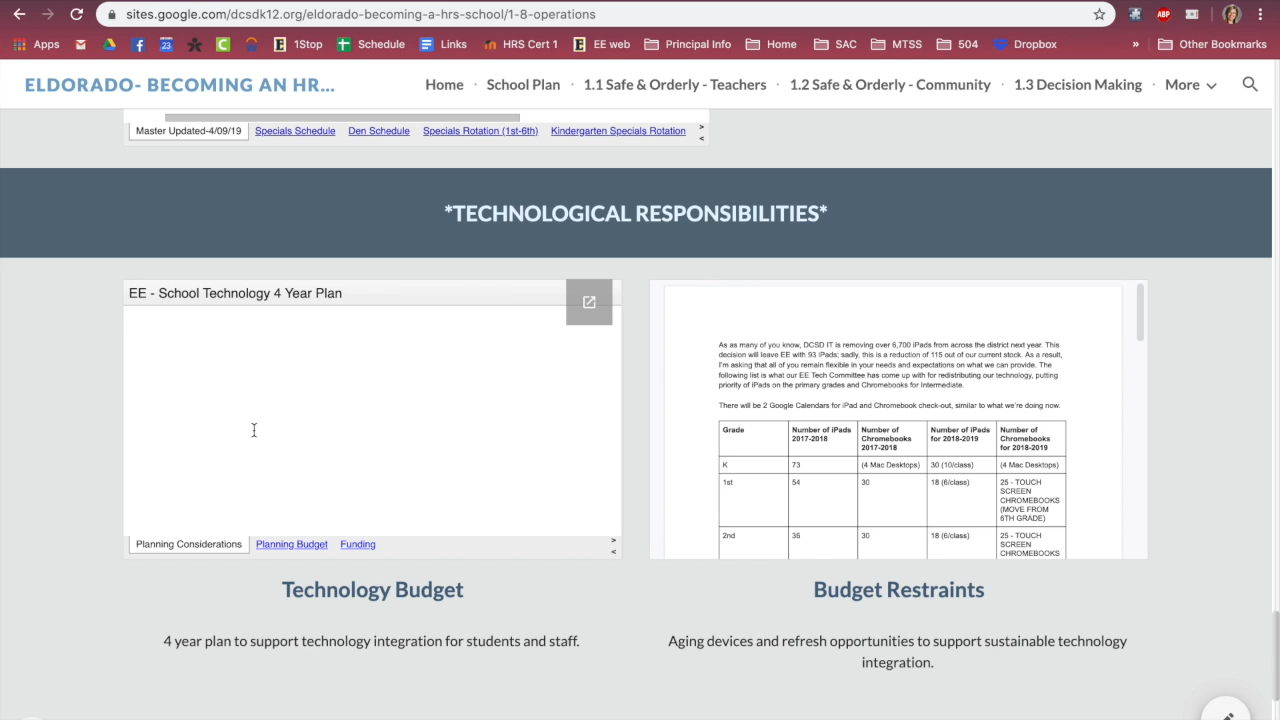 sites.google.com/dcsdk12.org/eldorado-becoming-a-hrs-school/1-8-operations
ABP
Apps
23
1Stop
Schedule
Links
HRS Cert 1
EE web
Principal Info
Home
SAC
MTSS
504
Dropbox
»
Other Bookmarks
ELDORADO- BECOMING AN HR...
Home · School Plan · 1.1 Safe & Orderly - Teachers · 1.2 Safe & Orderly - Community · 1.3 Decision Making · More
Master Updated-4/09/19 Specials Schedule Den Schedule Specials Rotation (1st-6th) Kindergarten Specials Rotation
*TECHNOLOGICAL RESPONSIBILITIES*
EE - School Technology 4 Year Plan
Planning Considerations Planning Budget Funding
Technology Budget
4 year plan to support technology integration for students and staff.
As as many of you know, DCSD IT is removing over 6,700 iPads from across the district next year. This
decision will leave EE with 93 iPads; sadly, this is a reduction of 115 out of our current stock. As a result,
I'm asking that all of you remain flexible in your needs and expectations on what we can provide. The
following list is what our EE Tech Committee has come up with for redistributing our technology, putting
priority of iPads on the primary grades and Chromebooks for Intermediate.
There will be 2 Google Calendars for iPad and Chromebook check-out, similar to what we're doing now.
Grade
Number of iPads
2017-2018
Number of
Chromebooks
2017-2018
Number of iPads
for 2018-2019
Number of
Chromebooks
for 2018-2019
K 73 (4 Mac Desktops) 30 (10/class) (4 Mac Desktops)
1st 54 30 18 (6/class) 25 - TOUCH
SCREEN
CHROMEBOOKS
(MOVE FROM
6TH GRADE)
2nd 36 30 18 (6/class) 25 - TOUCH
SCREEN
CHROMEBOOKS
Budget Restraints
Aging devices and refresh opportunities to support sustainable technology
integration.